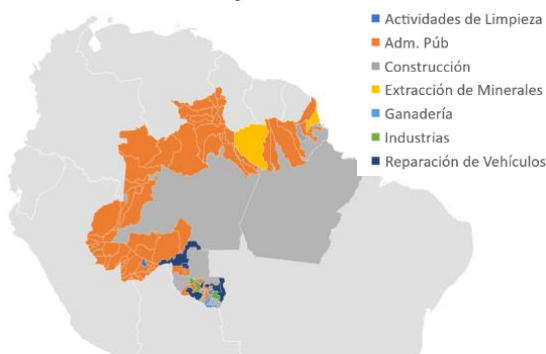 Actividades de Limpieza
Adm. Púb
Construcción
Extracción de Minerales
Ganadería
Industrias
Reparación de Vehículos